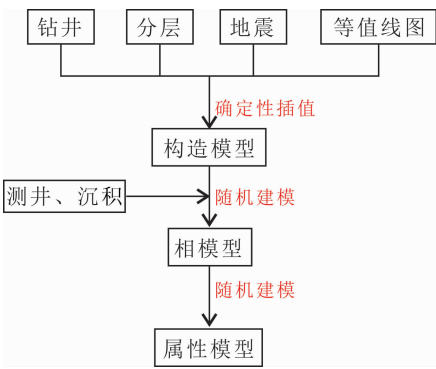 钻井 分层 地震 等值线图
确定性插值
构造模型
测井、沉积 随机建模
相模型
随机建模
属性模型